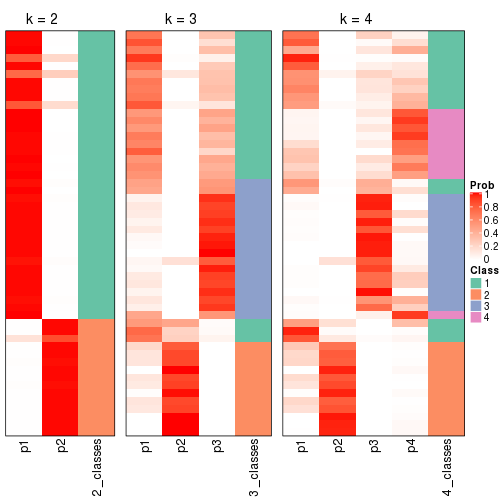 k = 2
k = 3
k = 4
Prob
1
0.8
0.6
0.4
0.2
0
Class
1
2
3
4
p1
p2
2_classes
p1
p2
p3
3_classes
p1
p2
p3
p4
4_classes